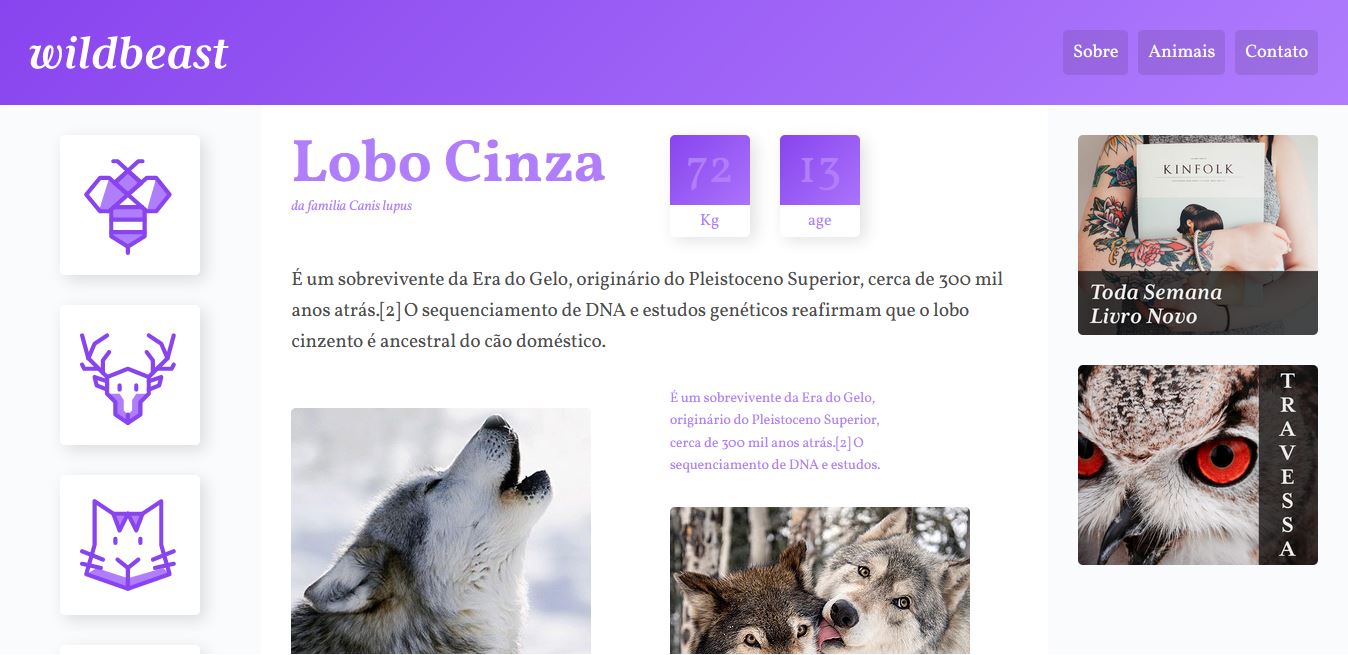 wildbeast
Sobre
Animais
Contato
Lobo Cinza
da familia Canis lupus
72
Kg
13
age
É um sobrevivente da Era do Gelo, originário do Pleistoceno Superior, cerca de 300 mil
anos atrás.[2] O sequenciamento de DNA e estudos genéticos reafirmam que o lobo
cinzento é ancestral do cão doméstico.
É um sobrevivente da Era do Gelo,
originário do Pleistoceno Superior,
cerca de 300 mil anos atrás.[2] O
sequenciamento de DNA e estudos.
KINFOLK
Toda Semana
Livro Novo
TRAVESSA